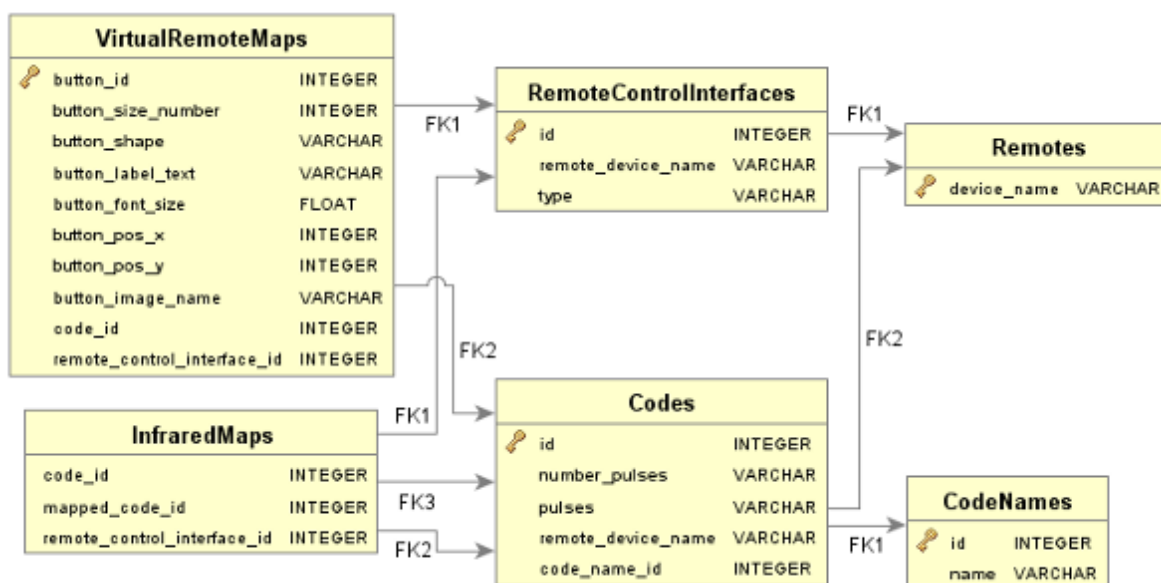 VirtualRemoteMaps
button_id INTEGER
button_size_number INTEGER
button_shape VARCHAR
button_label_text VARCHAR
button_font_size FLOAT
button_pos_x INTEGER
button_pos_y INTEGER
button_image_name VARCHAR
code_id INTEGER
remote_control_interface_id INTEGER
FK1
RemoteControlInterfaces
id INTEGER
remote_device_name VARCHAR
type VARCHAR
FK1
Remotes
device_name VARCHAR
FK2
FK2
InfraredMaps
code_id INTEGER
mapped_code_id INTEGER
remote_control_interface_id INTEGER
FK1
FK3
FK2
Codes
id INTEGER
number_pulses VARCHAR
pulses VARCHAR
remote_device_name VARCHAR
code_name_id INTEGER
FK1
CodeNames
id INTEGER
name VARCHAR